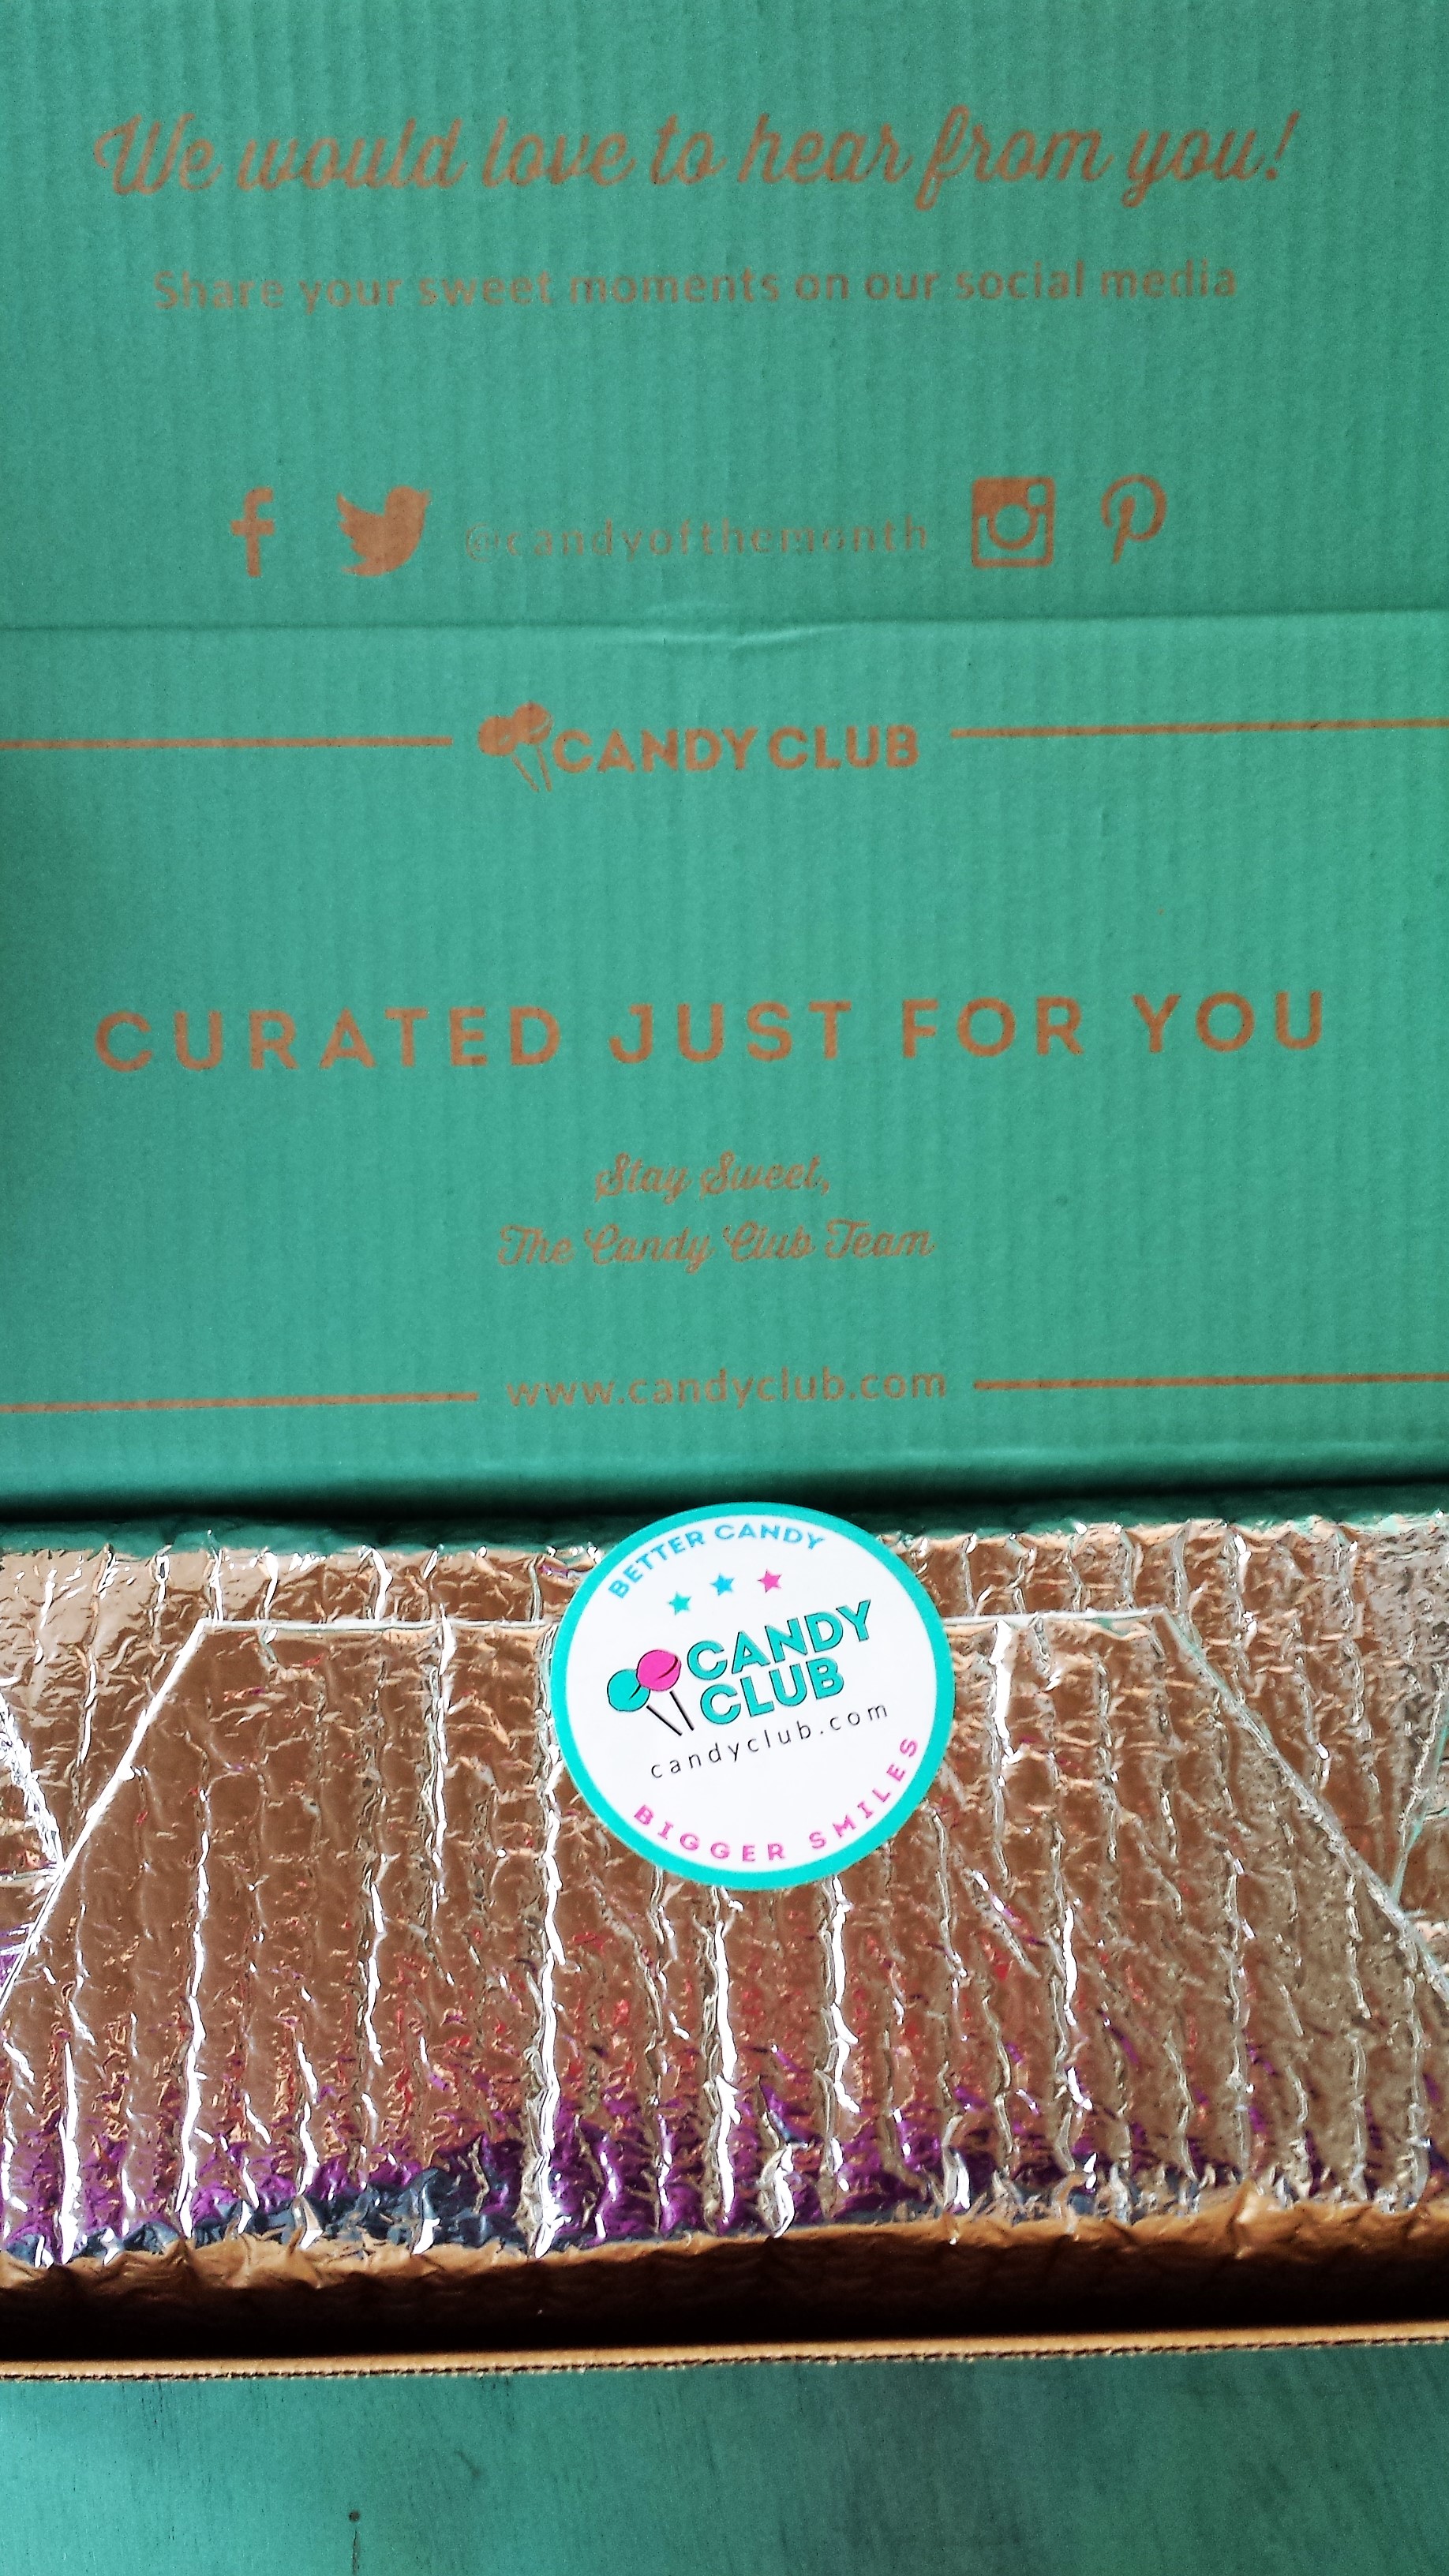 We would love to hear from you!
Share your sweet moments on our social media
@candyofthemonth
CANDY CLUB
CURATED JUST FOR YOU
Stay Sweet,
The Candy Club Team
www.candyclub.com
BETTER CANDY
CANDY
CLUB
candyclub.com
BIGGER SMILES